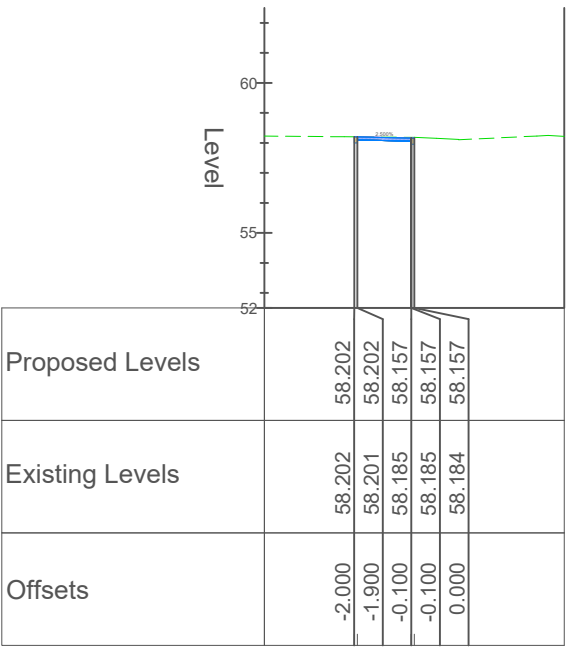 Level
60
2.500%
55
52
Proposed Levels 58.202 58.202 58.157 58.157 58.157
Existing Levels 58.202 58.201 58.185 58.185 58.184
Offsets -2.000 -1.900 -0.100 -0.100 0.000